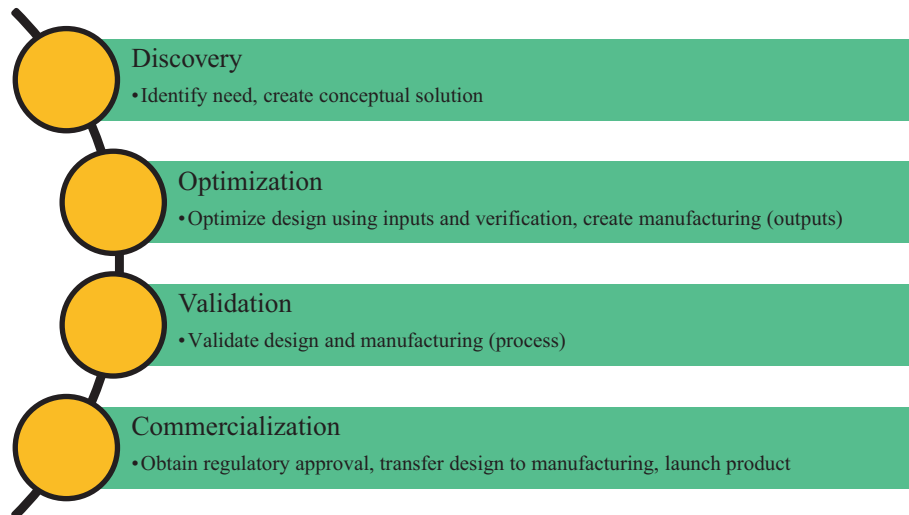 Discovery
•Identify need, create conceptual solution
Optimization
•Optimize design using inputs and verification, create manufacturing (outputs)
Validation
•Validate design and manufacturing (process)
Commercialization
•Obtain regulatory approval, transfer design to manufacturing, launch product